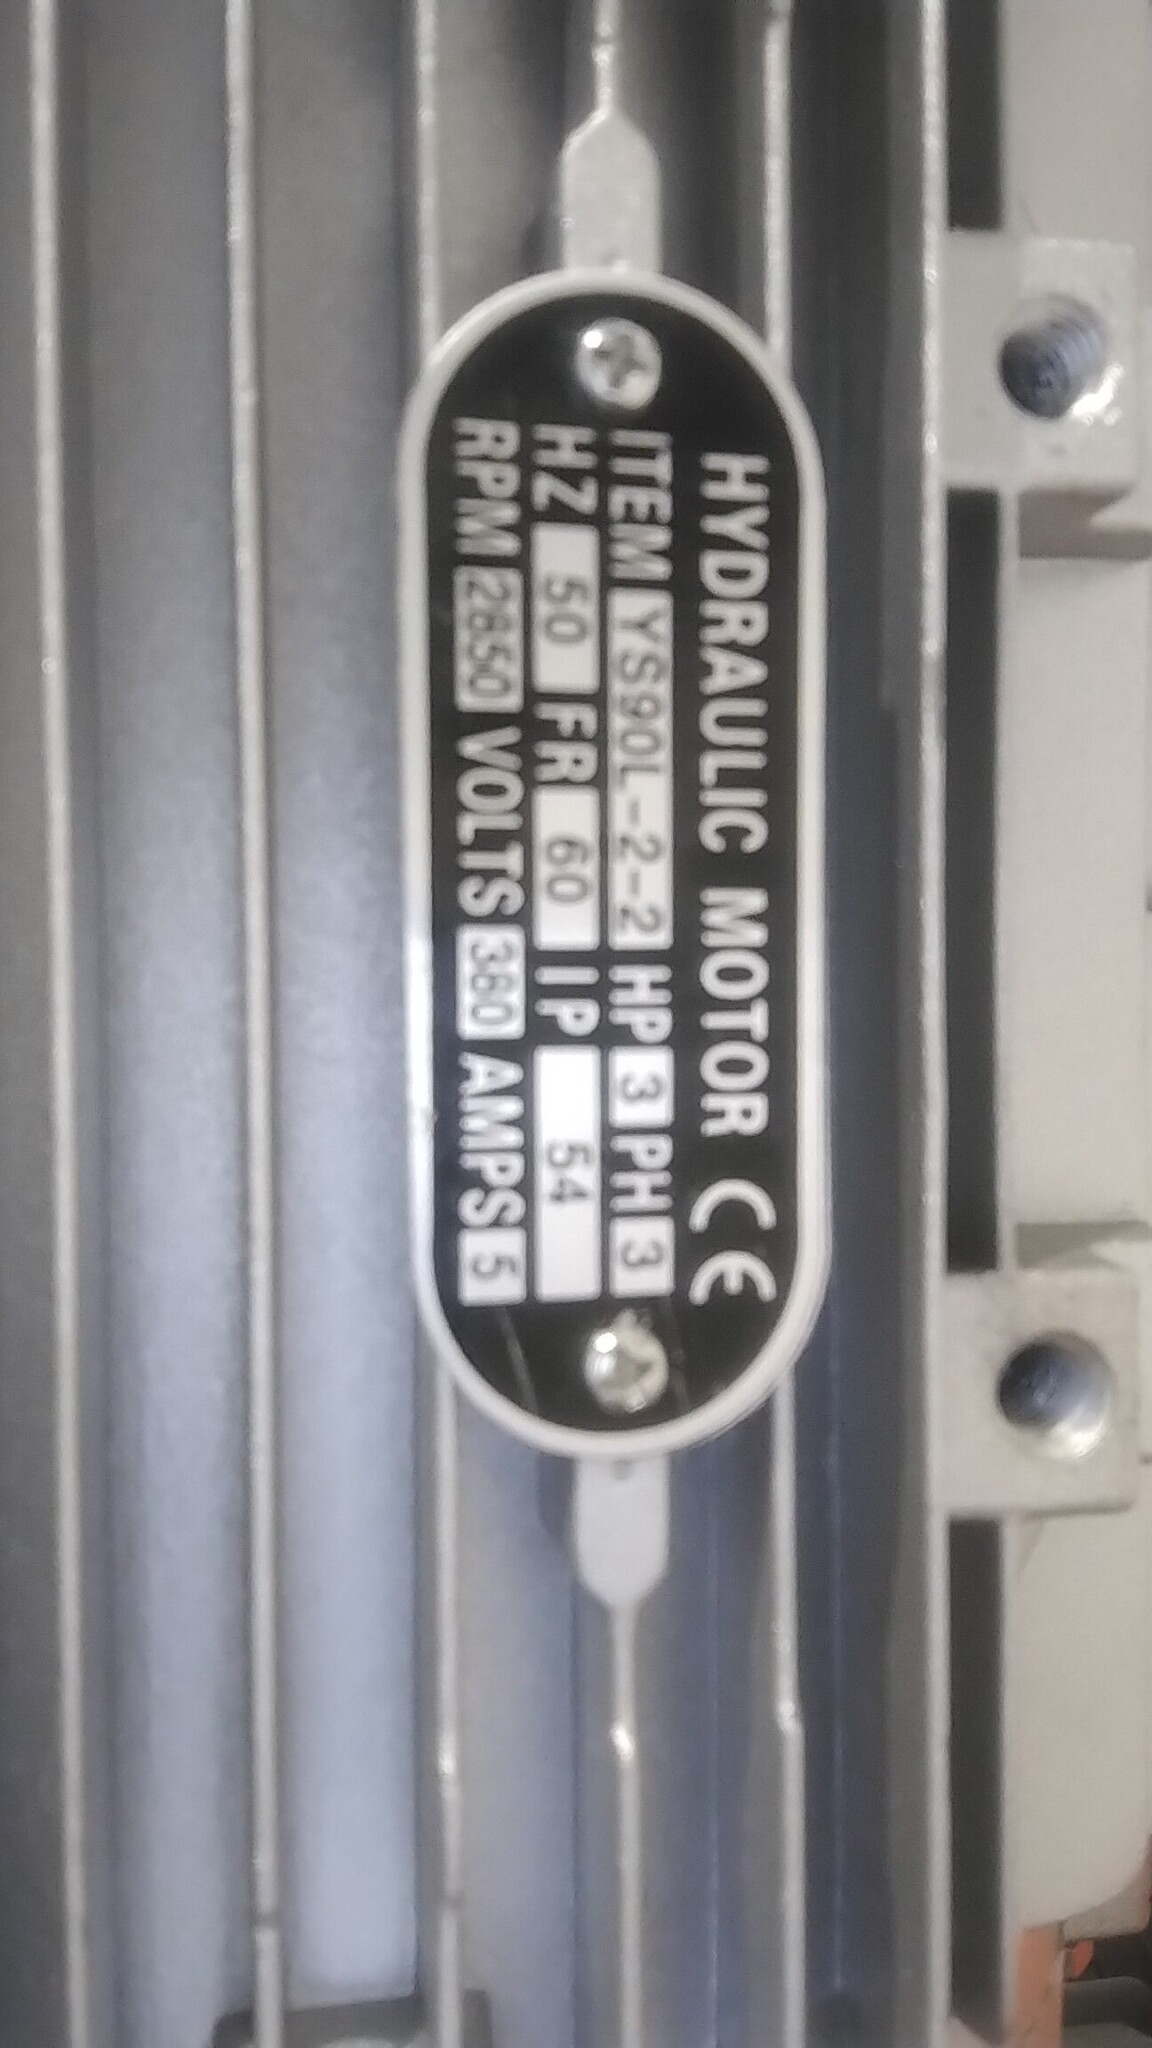 HYDRAULIC MOTOR CE
ITEM YS90L-2-2 HP 3 PH 3
HZ 50 FR 60 IP 54
RPM 2850 VOLTS 380 AMPS 5